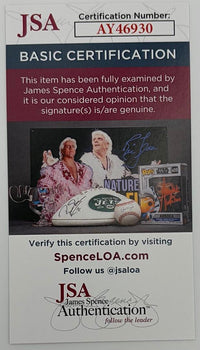 JSA
Certification Number:
AY46930
BASIC CERTIFICATION
This item has been fully examined by
James Spence Authentication, and
it is our considered opinion that the
signature(s) is/are genuine.
NATURE
JETS
Verify this certification by visiting
SpenceLOA.com
Follow us @jsaloa
JSA
James Spence
Authentication
follow the leader